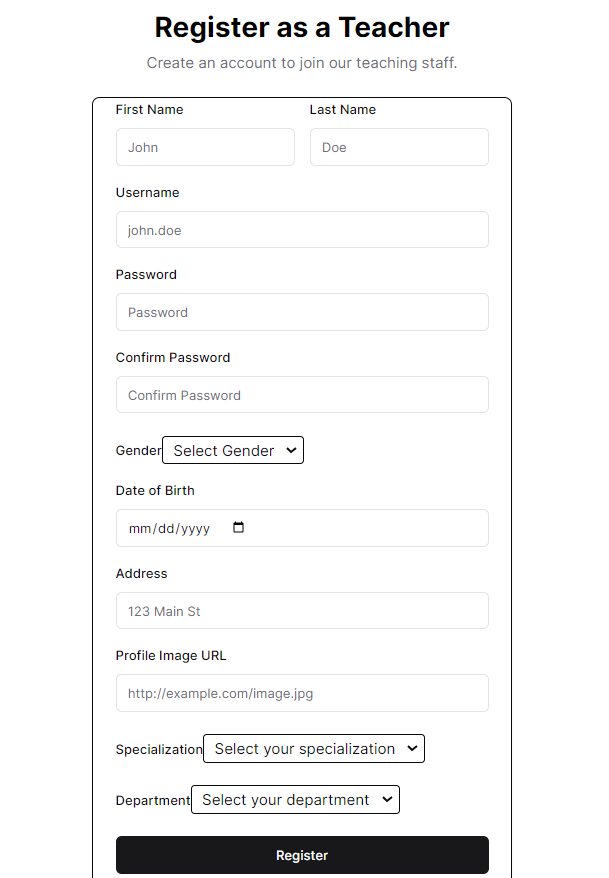 Register as a Teacher
Create an account to join our teaching staff.
First Name Last Name
John Doe
Username
john.doe
Password
Password
Confirm Password
Confirm Password
Gender Select Gender
Date of Birth
mm/dd/yyyy
Address
123 Main St
Profile Image URL
http://example.com/image.jpg
Specialization Select your specialization
Department Select your department
Register